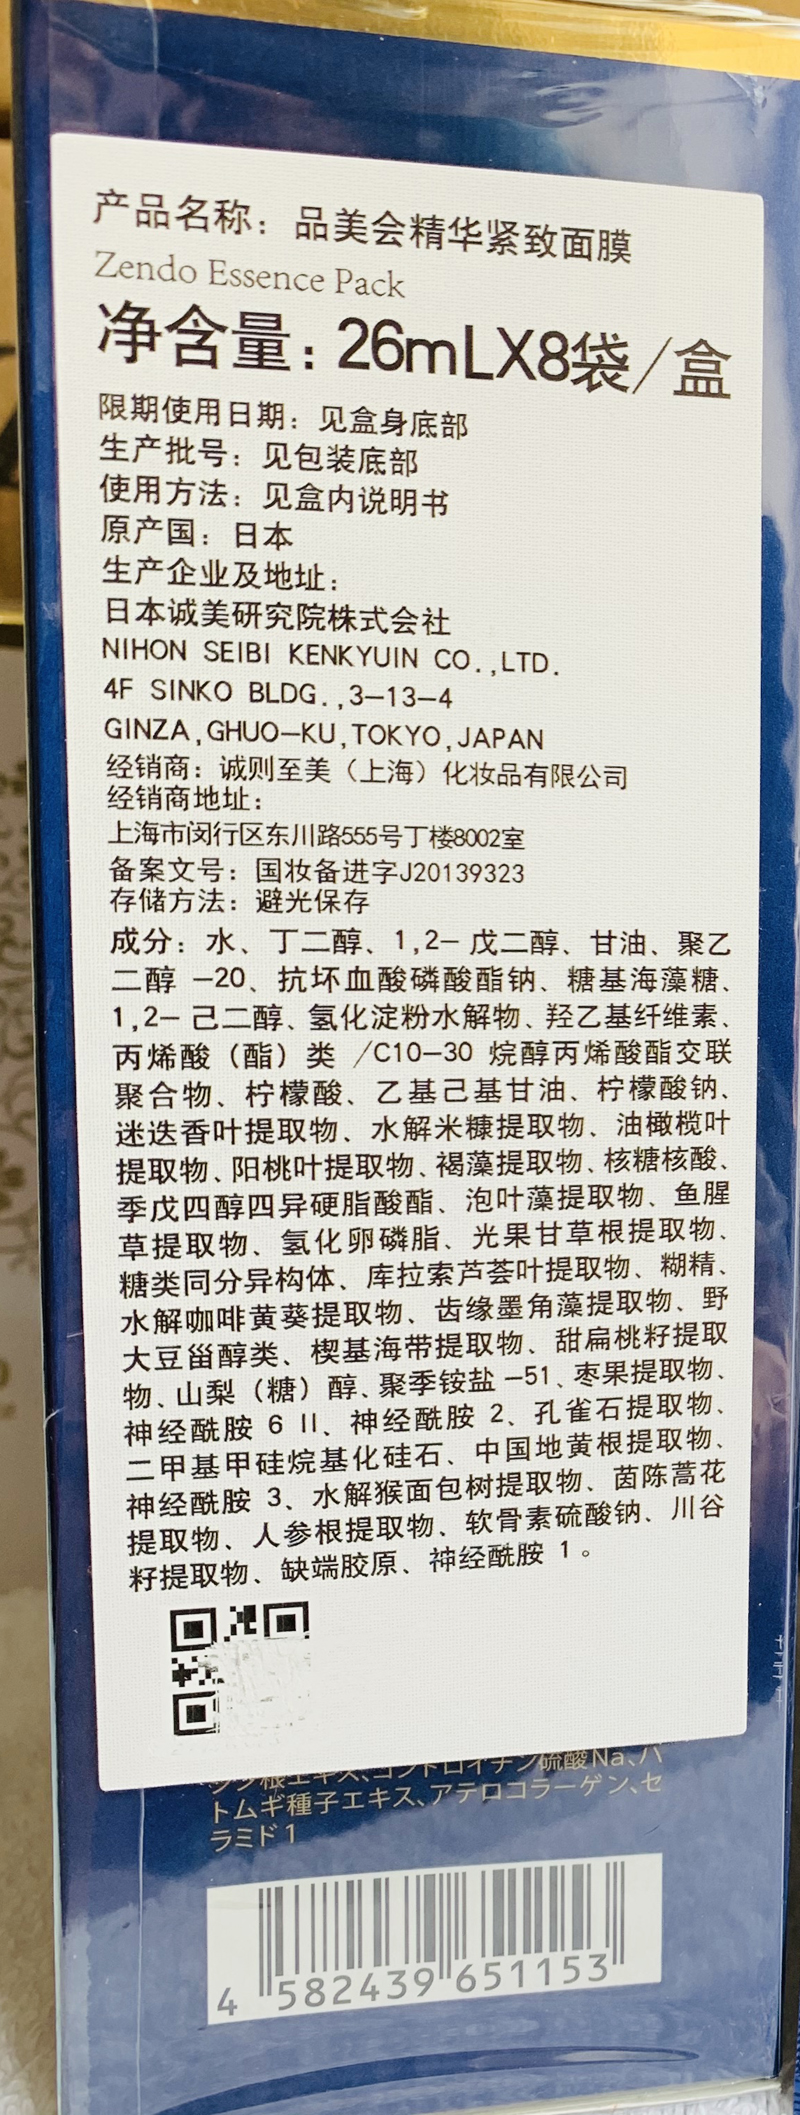 产品名称：品美会精华紧致面膜
Zendo Essence Pack
净含量：26mLX8袋/盒
限期使用日期：见盒身底部
生产批号：见包装底部
使用方法：见盒内说明书
原产国：日本
生产企业及地址：
日本诚美研究院株式会社
NIHON SEIBI KENKYUIN CO.,LTD.
4F SINKO BLDG.,3-13-4
GINZA,GHUO-KU,TOKYO,JAPAN
经销商：诚则至美（上海）化妆品有限公司
经销商地址：
上海市闵行区东川路555号丁楼8002室
备案文号：国妆备进字J20139323
存储方法：避光保存
成分：水、丁二醇、1,2-戊二醇、甘油、聚乙
二醇-20、抗坏血酸磷酸酯钠、糖基海藻糖、
1,2-己二醇、氢化淀粉水解物、羟乙基纤维素、
丙烯酸（酯）类/C10-30 烷醇丙烯酸酯交联
聚合物、柠檬酸、乙基己基甘油、柠檬酸钠、
迷迭香叶提取物、水解米糠提取物、油橄榄叶
提取物、阳桃叶提取物、褐藻提取物、核糖核酸、
季戊四醇四异硬脂酸酯、泡叶藻提取物、鱼腥
草提取物、氢化卵磷脂、光果甘草根提取物、
糖类同分异构体、库拉索芦荟叶提取物、糊精、
水解咖啡黄葵提取物、齿缘墨角藻提取物、野
大豆甾醇类、楔基海带提取物、甜扁桃籽提取
物、山梨（糖）醇、聚季铵盐-51、枣果提取物、
神经酰胺 6 II、神经酰胺 2、孔雀石提取物、
二甲基甲硅烷基化硅石、中国地黄根提取物、
神经酰胺 3、水解猴面包树提取物、茵陈蒿花
提取物、人参根提取物、软骨素硫酸钠、川谷
籽提取物、缺端胶原、神经酰胺 1。
ジン根エキス、コンドロイチン硫酸Na、ハ
トムギ種子エキス、アテロコラーゲン、セ
ラミド1
4 582439 651153